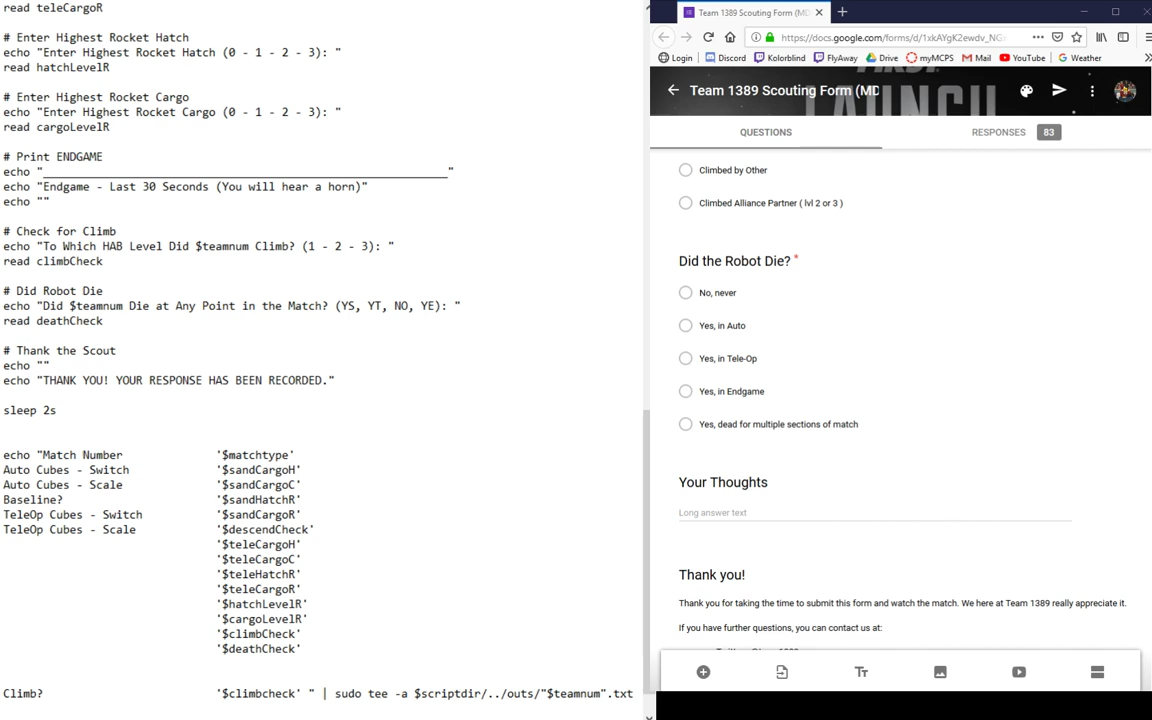 read teleCargoR
# Enter Highest Rocket Hatch
echo "Enter Highest Rocket Hatch (0 - 1 - 2 - 3): "
read hatchLevelR
# Enter Highest Rocket Cargo
echo "Enter Highest Rocket Cargo (0 - 1 - 2 - 3): "
read cargoLevelR
# Print ENDGAME
echo "______________________________________________________________"
echo "Endgame - Last 30 Seconds (You will hear a horn)"
echo ""
# Check for Climb
echo "To Which HAB Level Did $teamnum Climb? (1 - 2 - 3): "
read climbCheck
# Did Robot Die
echo "Did $teamnum Die at Any Point in the Match? (YS, YT, NO, YE): "
read deathCheck
# Thank the Scout
echo ""
echo "THANK YOU! YOUR RESPONSE HAS BEEN RECORDED."
sleep 2s
echo "Match Number '$matchtype'
Auto Cubes - Switch '$sandCargoH'
Auto Cubes - Scale '$sandCargoC'
Baseline? '$sandHatchR'
TeleOp Cubes - Switch '$sandCargoR'
TeleOp Cubes - Scale '$descendCheck'
'$teleCargoH'
'$teleCargoC'
'$teleHatchR'
'$teleCargoR'
'$hatchLevelR'
'$cargoLevelR'
'$climbCheck'
'$deathCheck'
Climb? '$climbcheck' " | sudo tee -a $scriptdir/../outs/"$teamnum".txt
Team 1389 Scouting Form (MD
https://docs.google.com/forms/d/1xkAYgK2ewdv_NG
Login Discord Kolorblind FlyAway Drive myMCPS Mail YouTube Weather
FIRST
LAUNCH
Team 1389 Scouting Form (MD
QUESTIONS RESPONSES 83
Climbed by Other
Climbed Alliance Partner ( lvl 2 or 3 )
Did the Robot Die? *
No, never
Yes, in Auto
Yes, in Tele-Op
Yes, in Endgame
Yes, dead for multiple sections of match
Your Thoughts
Long answer text
Thank you!
Thank you for taking the time to submit this form and watch the match. We here at Team 1389 really appreciate it.
If you have further questions, you can contact us at: